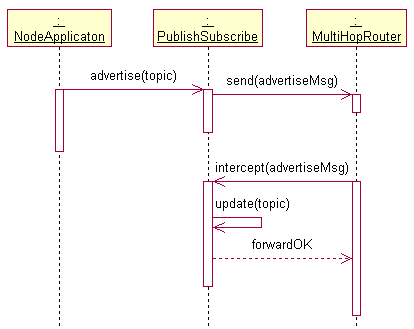 :
NodeApplicaton
:
PublishSubscribe
:
MultiHopRouter
advertise(topic)
send(advertiseMsg)
intercept(advertiseMsg)
update(topic)
forwardOK